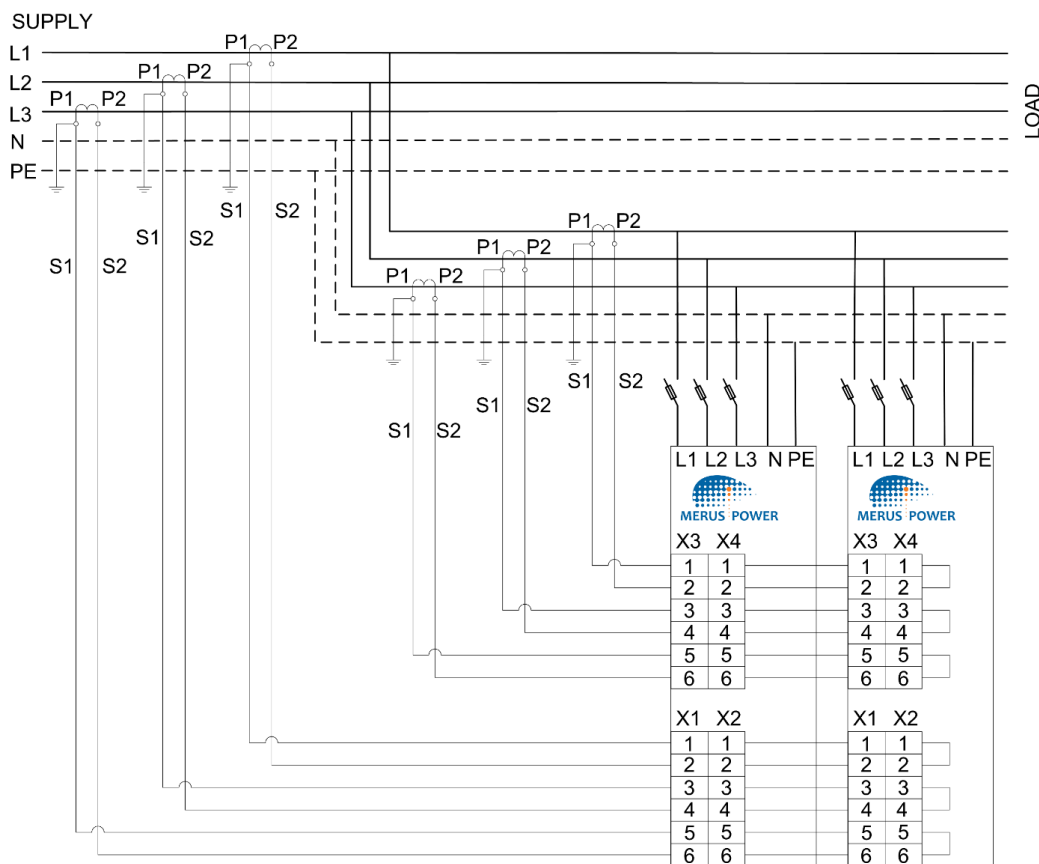 SUPPLY
P1 P2
L1
P1 P2
L2
P1 P2
L3
N
PE
LOAD
S1 S2
P1 P2
S1 S2
P1 P2
S1 S2
P1 P2
S1 S2
S1 S2
S1 S2
L1 L2 L3 N PE
L1 L2 L3 N PE
MERUS POWER
MERUS POWER
X3 X4 X3 X4
1 1 1 1
2 2 2 2
3 3 3 3
4 4 4 4
5 5 5 5
6 6 6 6
X1 X2 X1 X2
1 1 1 1
2 2 2 2
3 3 3 3
4 4 4 4
5 5 5 5
6 6 6 6